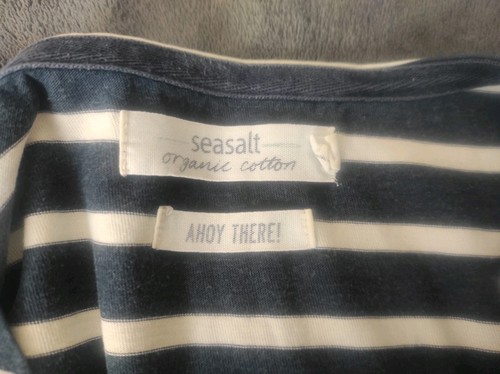 seasalt
organic cotton
AHOY THERE!